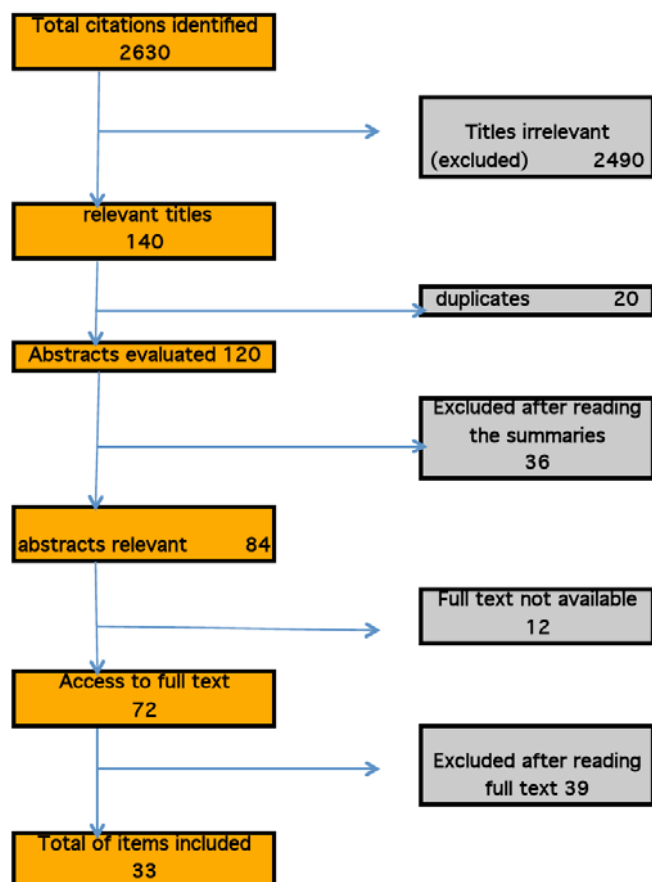 Total citations identified
2630
Titles irrelevant
(excluded) 2490
relevant titles
140
duplicates 20
Abstracts evaluated 120
Excluded after reading
the summaries
36
abstracts relevant 84
Full text not available
12
Access to full text
72
Excluded after reading
full text 39
Total of items included
33